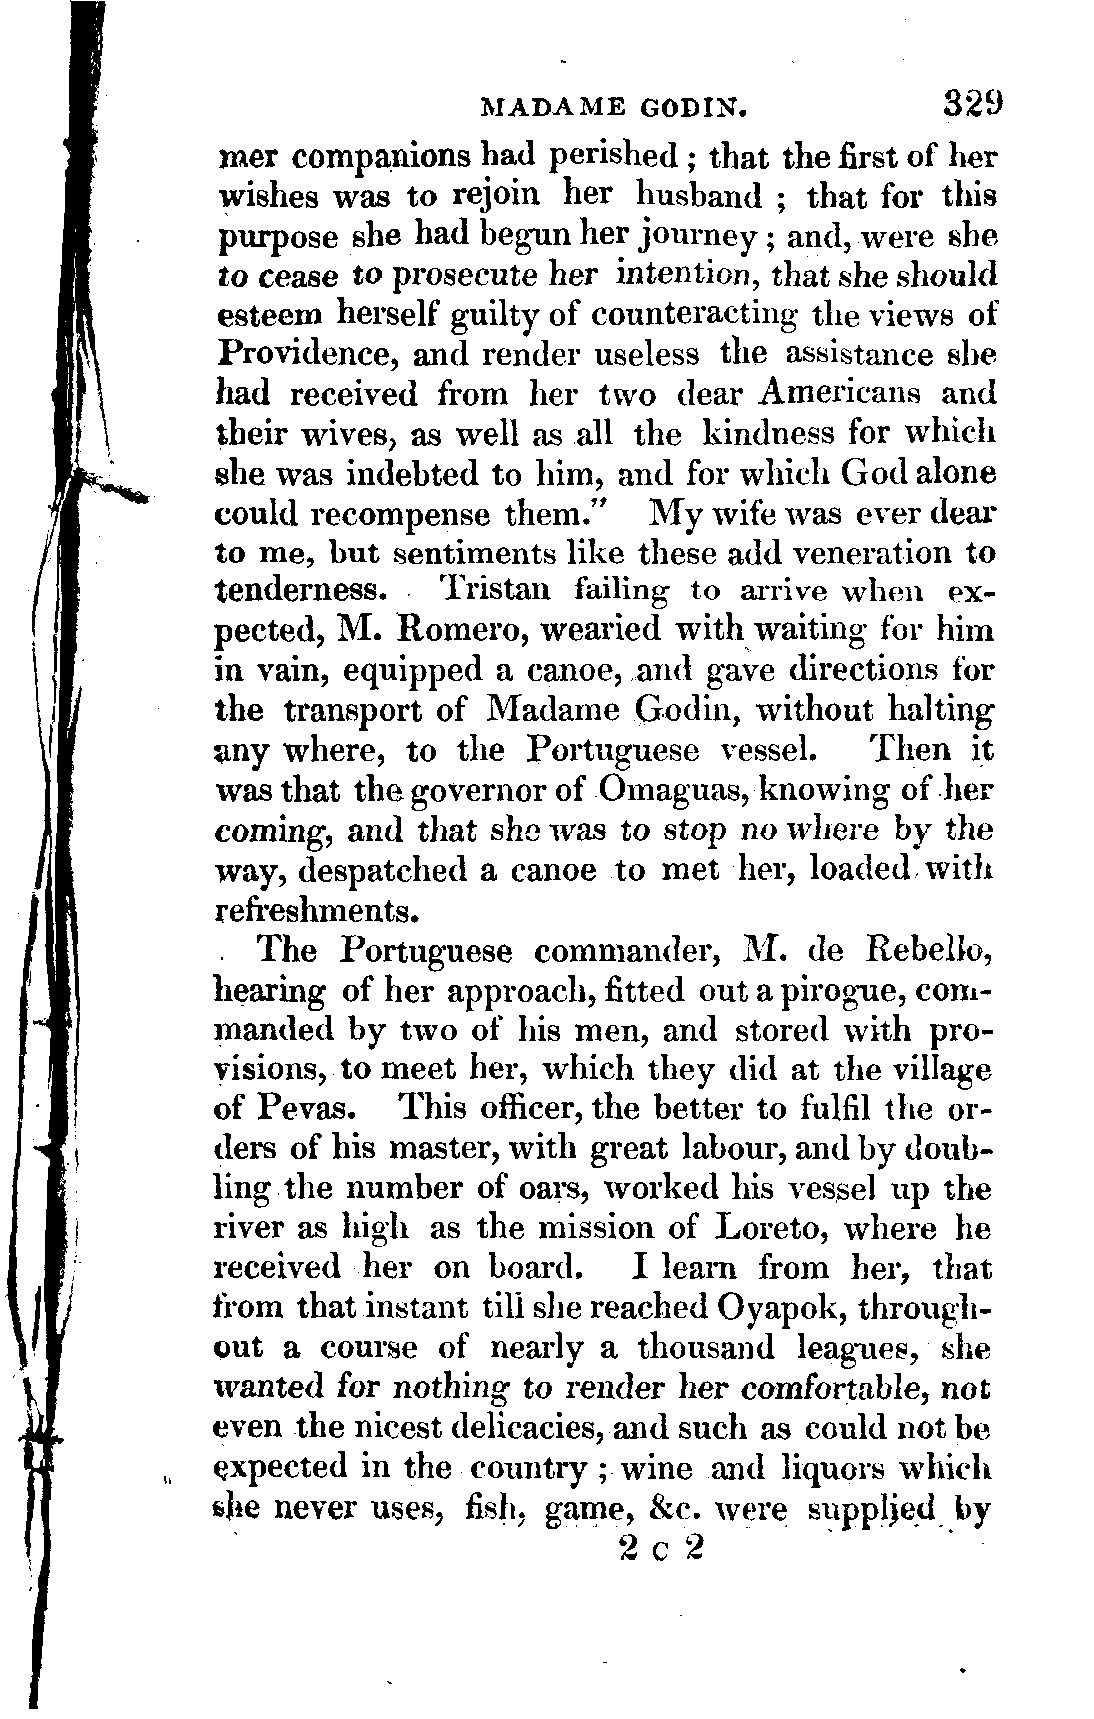 MADAME GODIN. 329
mer companions had perished ; that the first of her
wishes was to rejoin her husband ; that for this
purpose she had begun her journey ; and, were she
to cease to prosecute her intention, that she should
esteem herself guilty of counteracting the views of
Providence, and render useless the assistance she
had received from her two dear Americans and
their wives, as well as all the kindness for which
she was indebted to him, and for which God alone
could recompense them." My wife was ever dear
to me, but sentiments like these add veneration to
tenderness. Tristan failing to arrive when ex-
pected, M. Romero, wearied with waiting for him
in vain, equipped a canoe, and gave directions for
the transport of Madame Godin, without halting
any where, to the Portuguese vessel. Then it
was that the governor of Omaguas, knowing of her
coming, and that she was to stop no where by the
way, despatched a canoe to met her, loaded with
refreshments.
The Portuguese commander, M. de Rebello,
hearing of her approach, fitted out a pirogue, com-
manded by two of his men, and stored with pro-
visions, to meet her, which they did at the village
of Pevas. This officer, the better to fulfil the or-
ders of his master, with great labour, and by doub-
ling the number of oars, worked his vessel up the
river as high as the mission of Loreto, where he
received her on board. I learn from her, that
from that instant till she reached Oyapok, through-
out a course of nearly a thousand leagues, she
wanted for nothing to render her comfortable, not
even the nicest delicacies, and such as could not be
expected in the country ; wine and liquors which
she never uses, fish, game, &c. were supplied by
2 C 2